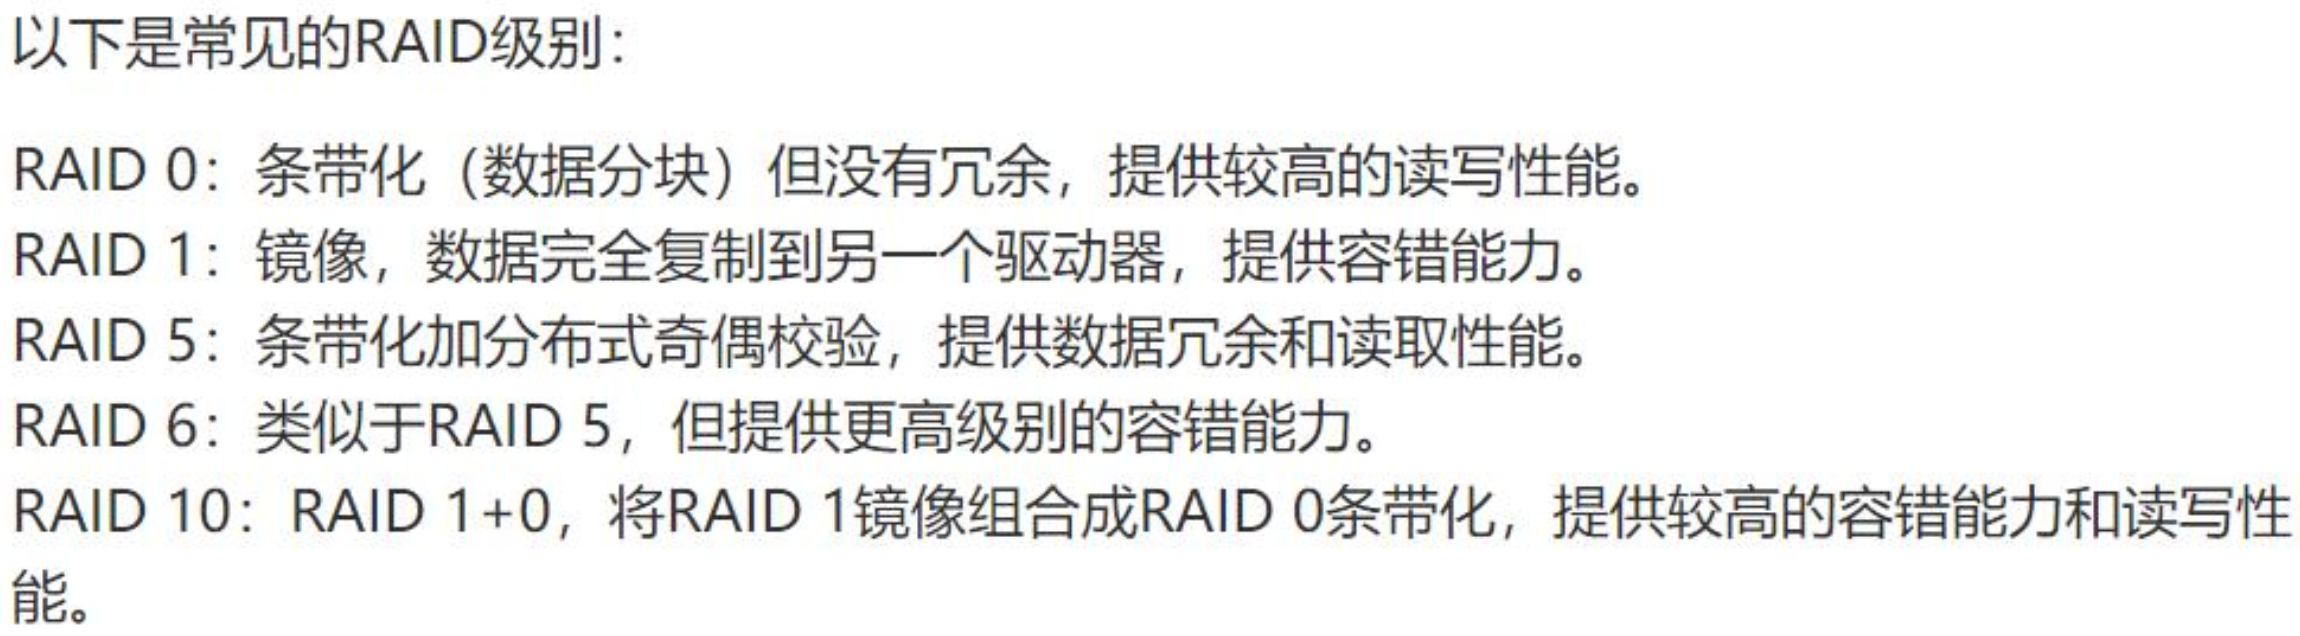 以下是常见的RAID级别：
RAID 0：条带化（数据分块）但没有冗余，提供较高的读写性能。
RAID 1：镜像，数据完全复制到另一个驱动器，提供容错能力。
RAID 5：条带化加分布式奇偶校验，提供数据冗余和读取性能。
RAID 6：类似于RAID 5，但提供更高级别的容错能力。
RAID 10：RAID 1+0，将RAID 1镜像组合成RAID 0条带化，提供较高的容错能力和读写性
能。